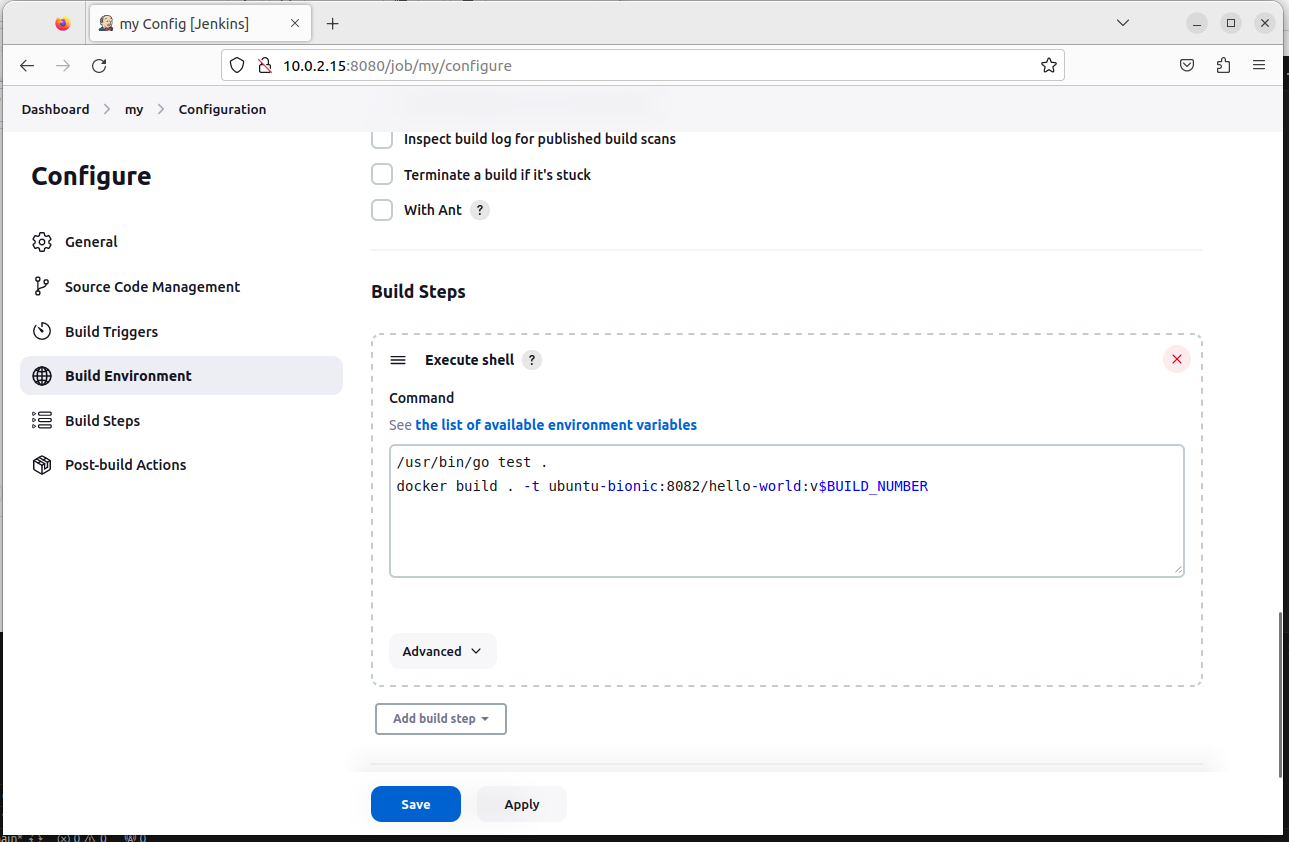 my Config [Jenkins]
10.0.2.15:8080/job/my/configure
Dashboard my Configuration
Configure
General
Source Code Management
Build Triggers
Build Environment
Build Steps
Post-build Actions
Inspect build log for published build scans
Terminate a build if it's stuck
With Ant ?
Build Steps
Execute shell ?
Command
See the list of available environment variables
/usr/bin/go test .
docker build . -t ubuntu-bionic:8082/hello-world:v$BUILD_NUMBER
Advanced
Add build step
Save Apply